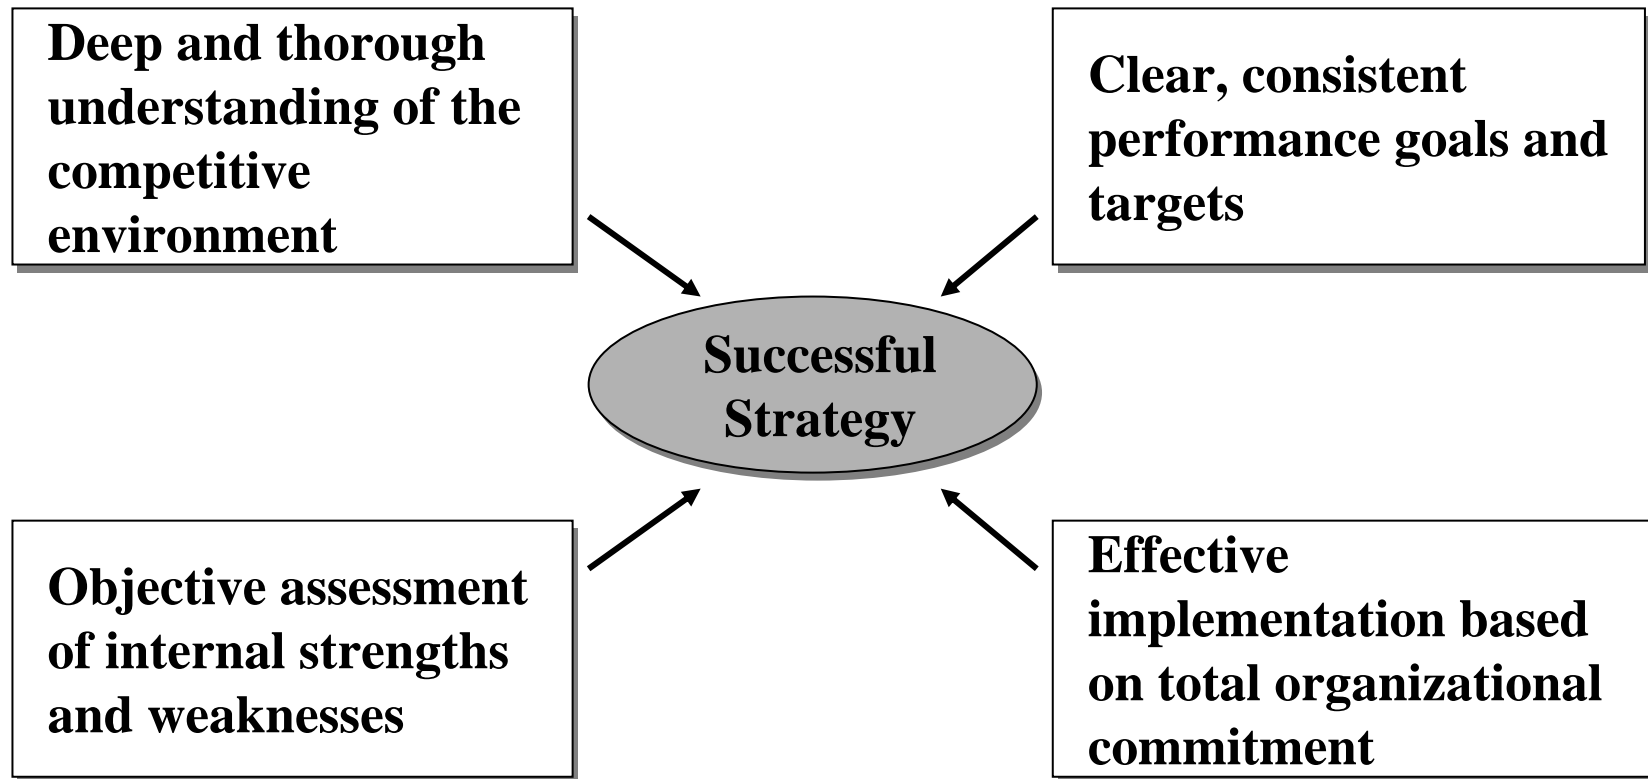 Deep and thorough
understanding of the
competitive
environment
Clear, consistent
performance goals and
targets
Successful
Strategy
Objective assessment
of internal strengths
and weaknesses
Effective
implementation based
on total organizational
commitment